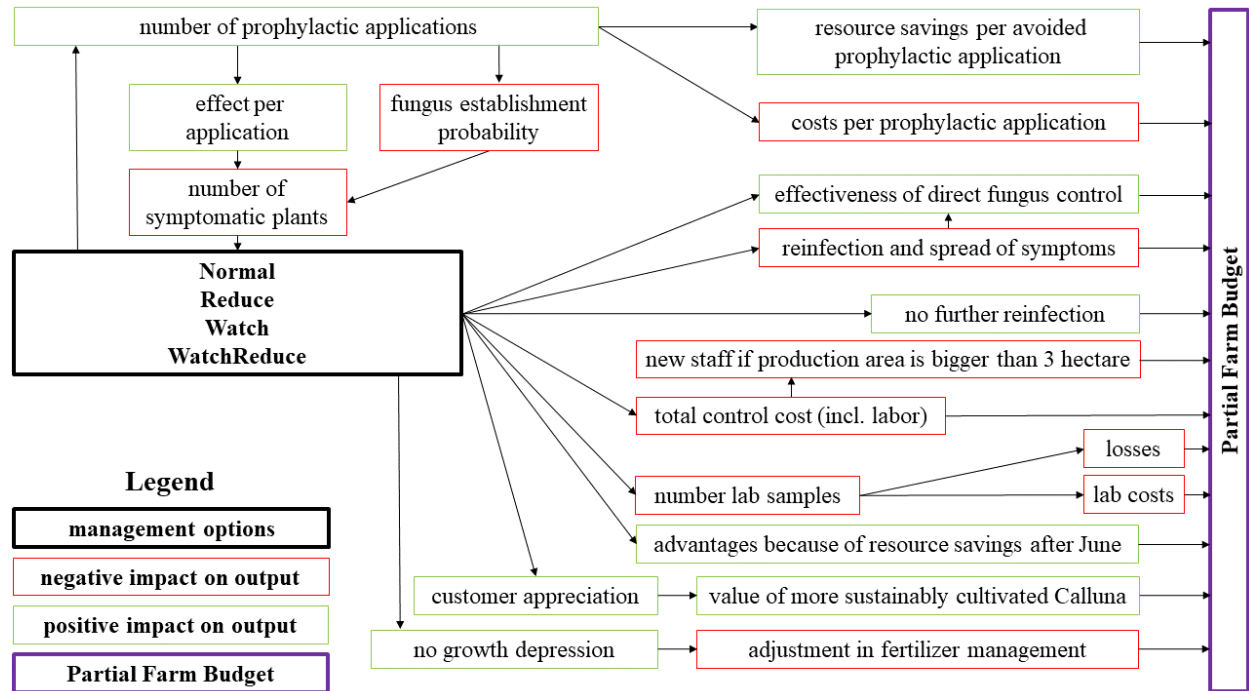 number of prophylactic applications
resource savings per avoided
prophylactic application
effect per
application
fungus establishment
probability
costs per prophylactic application
number of
symptomatic plants
effectiveness of direct fungus control
reinfection and spread of symptoms
Normal
Reduce
Watch
WatchReduce
no further reinfection
new staff if production area is bigger than 3 hectare
total control cost (incl. labor)
losses
number lab samples
lab costs
advantages because of resource savings after June
customer appreciation
value of more sustainably cultivated Calluna
no growth depression
adjustment in fertilizer management
Partial Farm Budget
Legend
management options
negative impact on output
positive impact on output
Partial Farm Budget